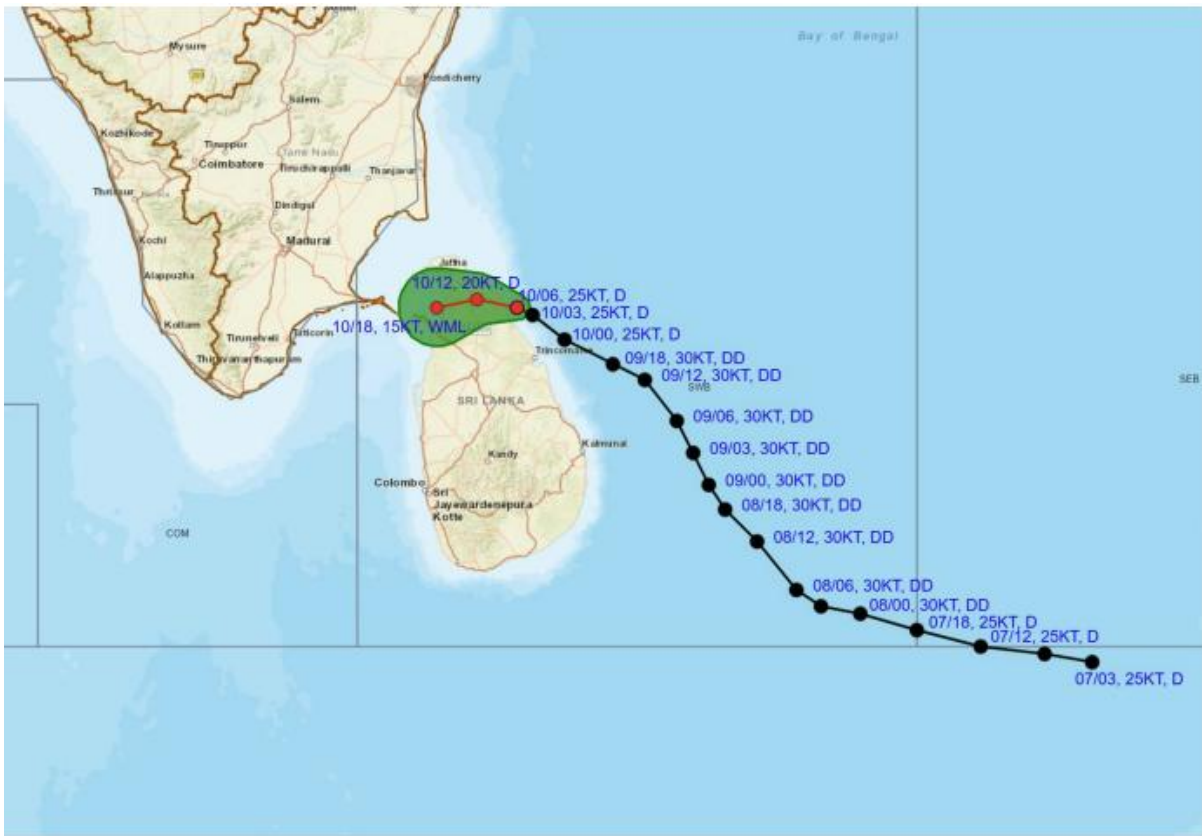 Bay of Bengal
Mysure
Pondicherry
Salem
Kozhikode
Tiruppur
Coimbatore
Tamil Nadu
Tiruchirappalli
Thanjavur
Thrissur
Dindigul
Kochi
Madurai
Alappuzha
Jaffna
10/12, 20KT, D
10/06, 25KT, D
10/03, 25KT, D
10/18, 15KT, WML
Kollam
Tirunelveli
Tuticorin
10/00, 25KT, D
Thiruvananthapuram
Trincomalee
09/18, 30KT, DD
09/12, 30KT, DD
SWB
SEB
SRI LANKA
09/06, 30KT, DD
Kalmunai
09/03, 30KT, DD
Kandy
Colombo
09/00, 30KT, DD
Sri
Jayewardenepura
Kotte
08/18, 30KT, DD
COM
08/12, 30KT, DD
08/06, 30KT, DD
08/00, 30KT, DD
07/18, 25KT, D
07/12, 25KT, D
07/03, 25KT, D